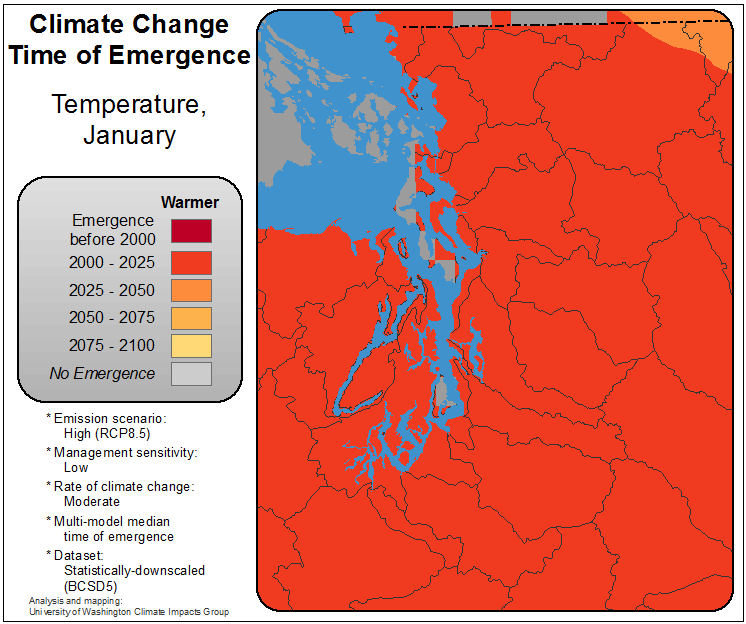 Climate Change
Time of Emergence
Temperature,
January
Warmer
Emergence
before 2000
2000 - 2025
2025 - 2050
2050 - 2075
2075 - 2100
No Emergence
* Emission scenario:
High (RCP8.5)
* Management sensitivity:
Low
* Rate of climate change:
Moderate
* Multi-model median
time of emergence
* Dataset:
Statistically-downscaled
(BCSD5)
Analysis and mapping:
University of Washington Climate Impacts Group